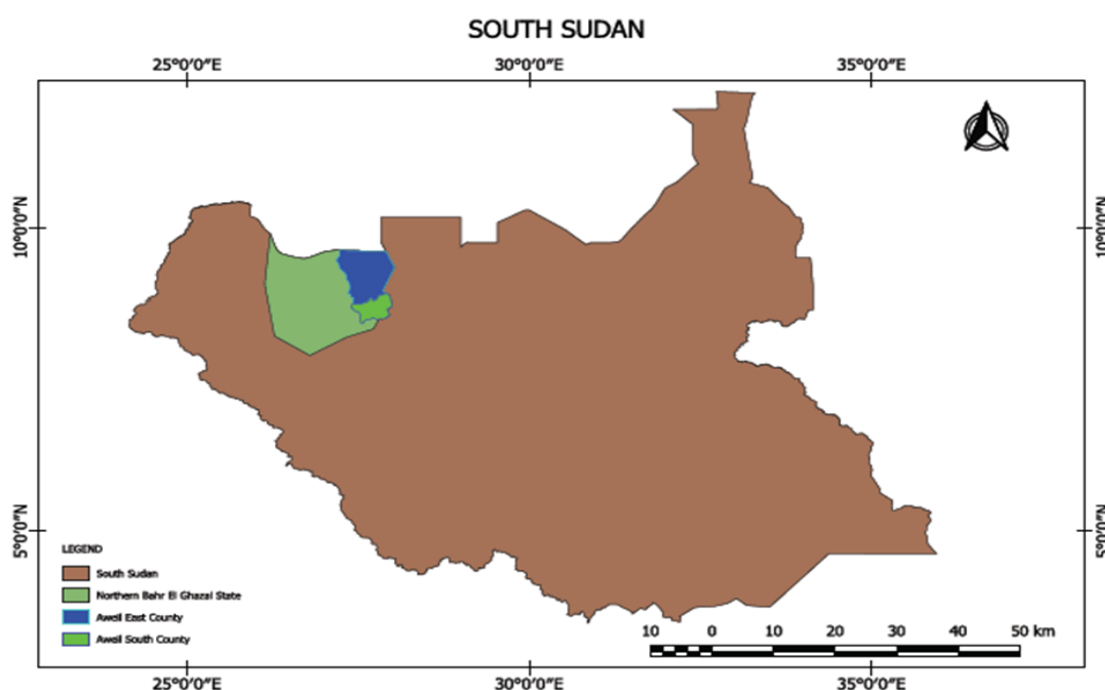 SOUTH SUDAN
25°0'0"E 30°0'0"E 35°0'0"E
10°0'0"N 10°0'0"N
5°0'0"N 5°0'0"N
LEGEND
South Sudan
Northern Bahr El Ghazal State
Aweil East County
Aweil South County
10 0 10 20 30 40 50 km
25°0'0"E 30°0'0"E 35°0'0"E